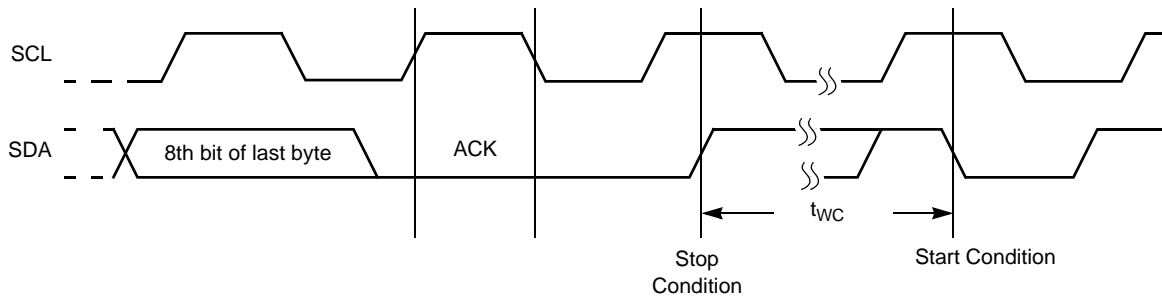 SCL
SDA
8th bit of last byte
ACK
tWC
Stop
Condition
Start Condition